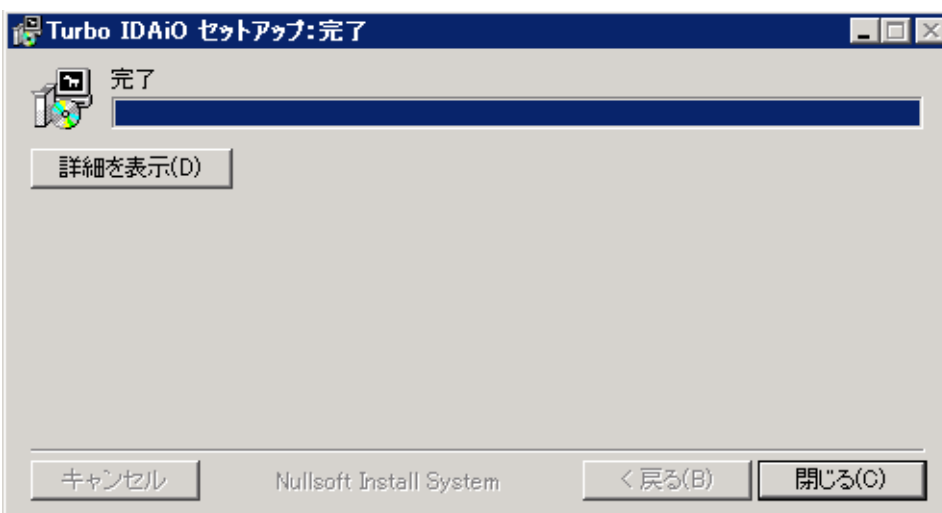 Turbo IDAiO セットアップ:完了
完了
詳細を表示(D)
キャンセル
Nullsoft Install System
< 戻る(B)
閉じる(C)